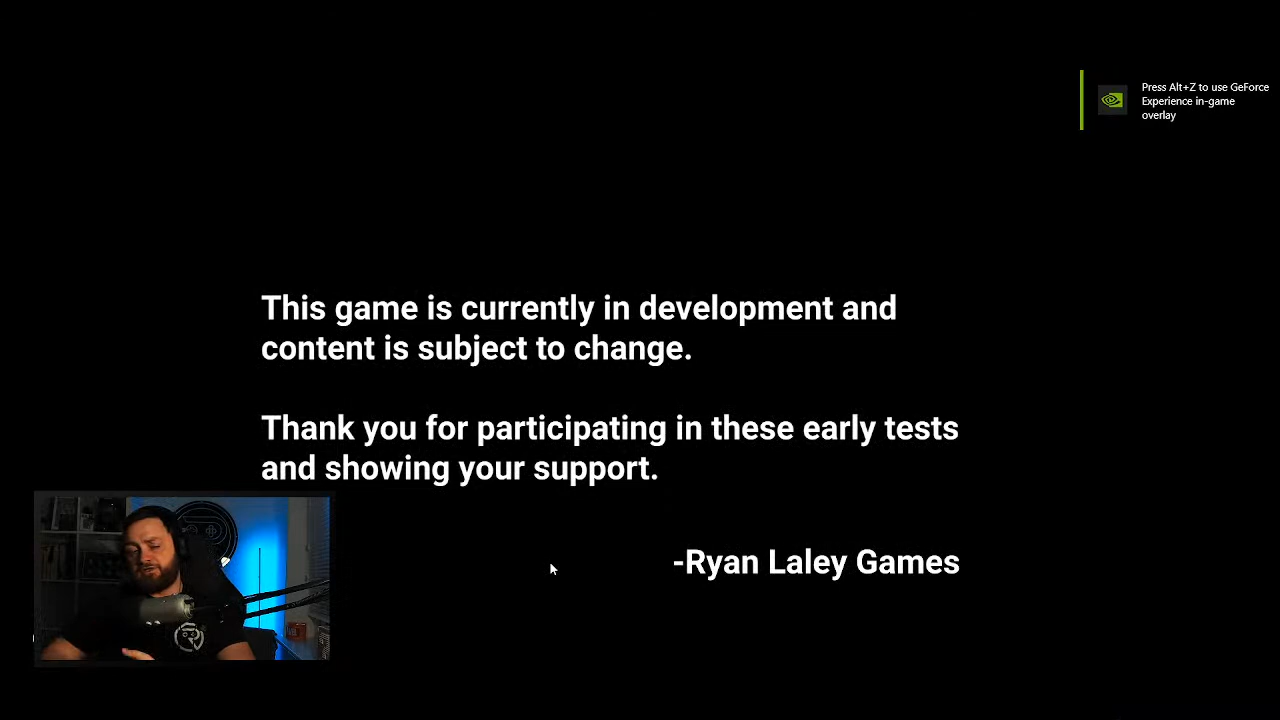 Press Alt+Z to use GeForce
Experience in-game
overlay
This game is currently in development and
content is subject to change.
Thank you for participating in these early tests
and showing your support.
-Ryan Laley Games